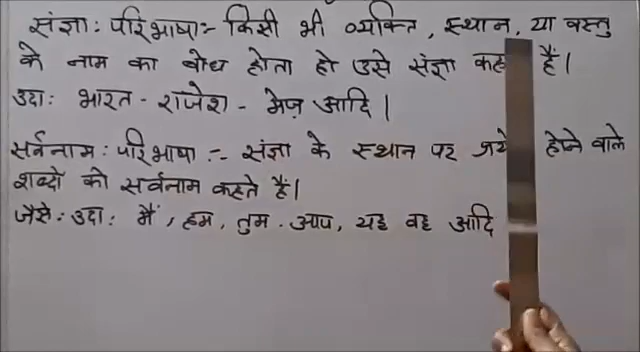 संज्ञा: परिभाषा:- किसी भी व्यक्ति, स्थान, या वस्तु
के नाम का बोध होता हो उसे संज्ञा कह हैं।
उदा: भारत - राजेश - मेज़ आदि।
सर्वनाम: परिभाषा :- संज्ञा के स्थान पर होने वाले
शब्दों को सर्वनाम कहते हैं।
जैसे: उदा: मैं, हम, तुम. आप, यह वह आदि